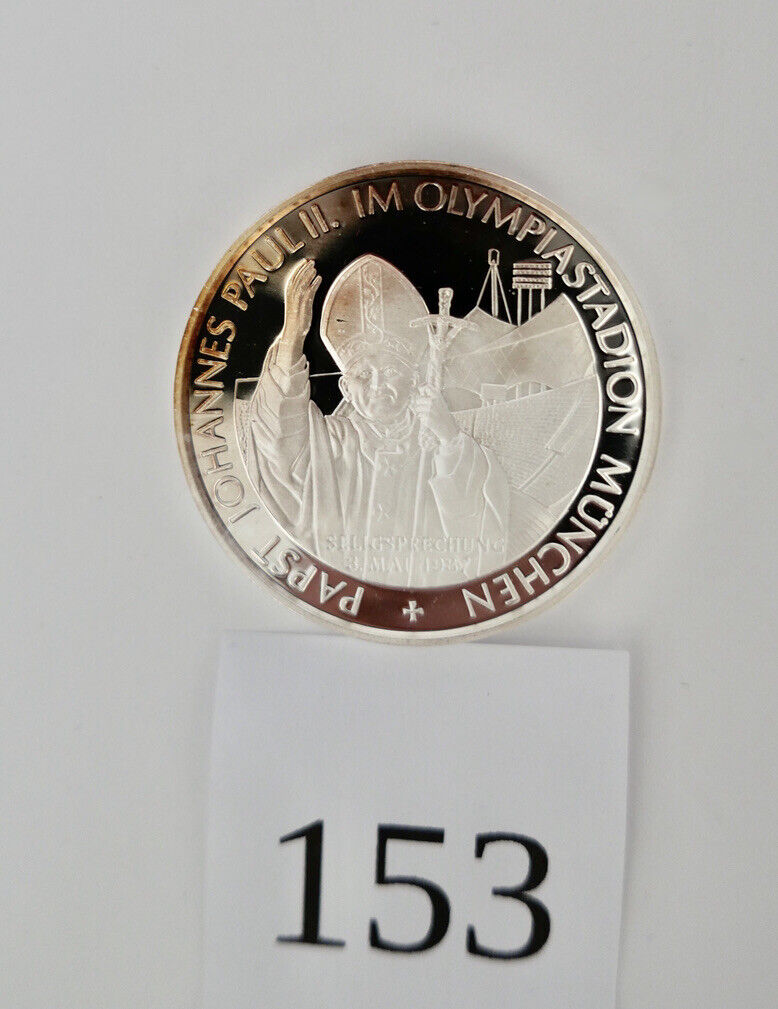 PAPST JOHANNES PAUL II. IM OLYMPIASTADION MÜNCHEN
SELIGSPRECHUNG
3. MAI 1987
153